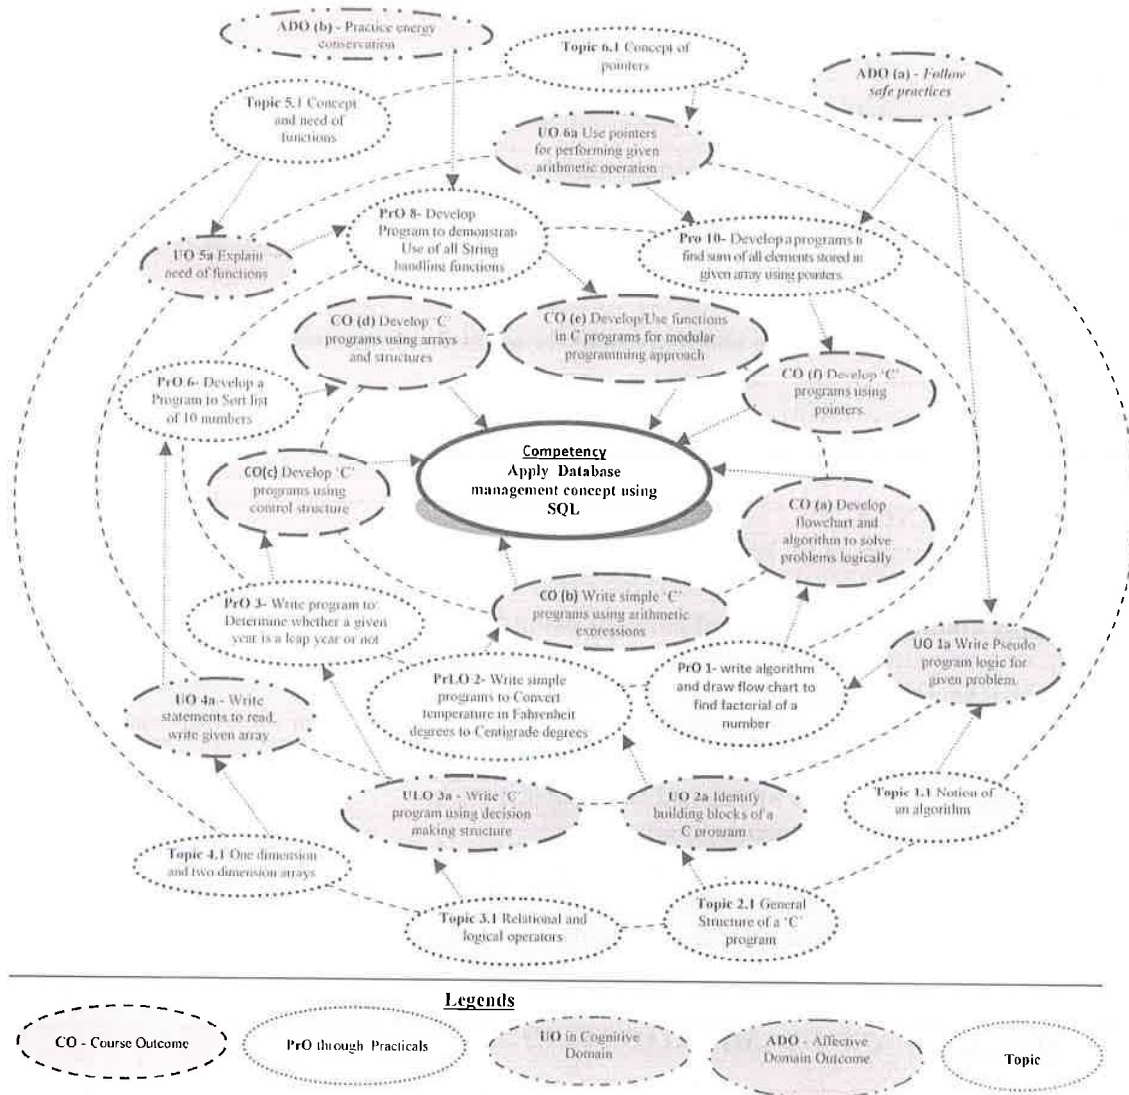 ADO (b) - Practice energy
conservation
Topic 6.1 Concept of
pointers
ADO (a) - Follow
safe practices
Topic 5.1 Concept
and need of
functions
UO 6a Use pointers
for performing given
arithmetic operation
PrO 8- Develop
Program to demonstrat
Use of all String
handling functions
Pro 10- Develop a programs t
find sum of all elements stored in
given array using pointers.
UO 5a Explain
need of functions
CO (d) Develop 'C'
programs using arrays
and structures
CO (e) Develop/Use functions
in C programs for modular
programming approach
CO (f) Develop 'C'
programs using
pointers.
PrO 6- Develop a
Program to Sort list
of 10 numbers
Competency
Apply Database
management concept using
SQL
CO(c) Develop 'C'
programs using
control structure
CO (a) Develop
flowchart and
algorithm to solve
problems logically
CO (b) Write simple 'C'
programs using arithmetic
expressions
PrO 3- Write program to
Determine whether a given
year is a leap year or not
PrLO 2- Write simple
programs to Convert
temperature in Fahrenheit
degrees to Centigrade degrees
PrO 1- write algorithm
and draw flow chart to
find factorial of a
number
UO 1a Write Pseudo
program logic for
given problem.
UO 4a - Write
statements to read,
write given array
ULO 3a - Write 'C'
program using decision
making structure
UO 2a Identify
building blocks of a
C program
Topic 1.1 Notion of
an algorithm
Topic 4.1 One dimension
and two dimension arrays
Topic 3.1 Relational and
logical operators
Topic 2.1 General
Structure of a 'C'
program
Legends
CO - Course Outcome
PrO through Practicals
UO in Cognitive
Domain
ADO - Affective
Domain Outcome
Topic